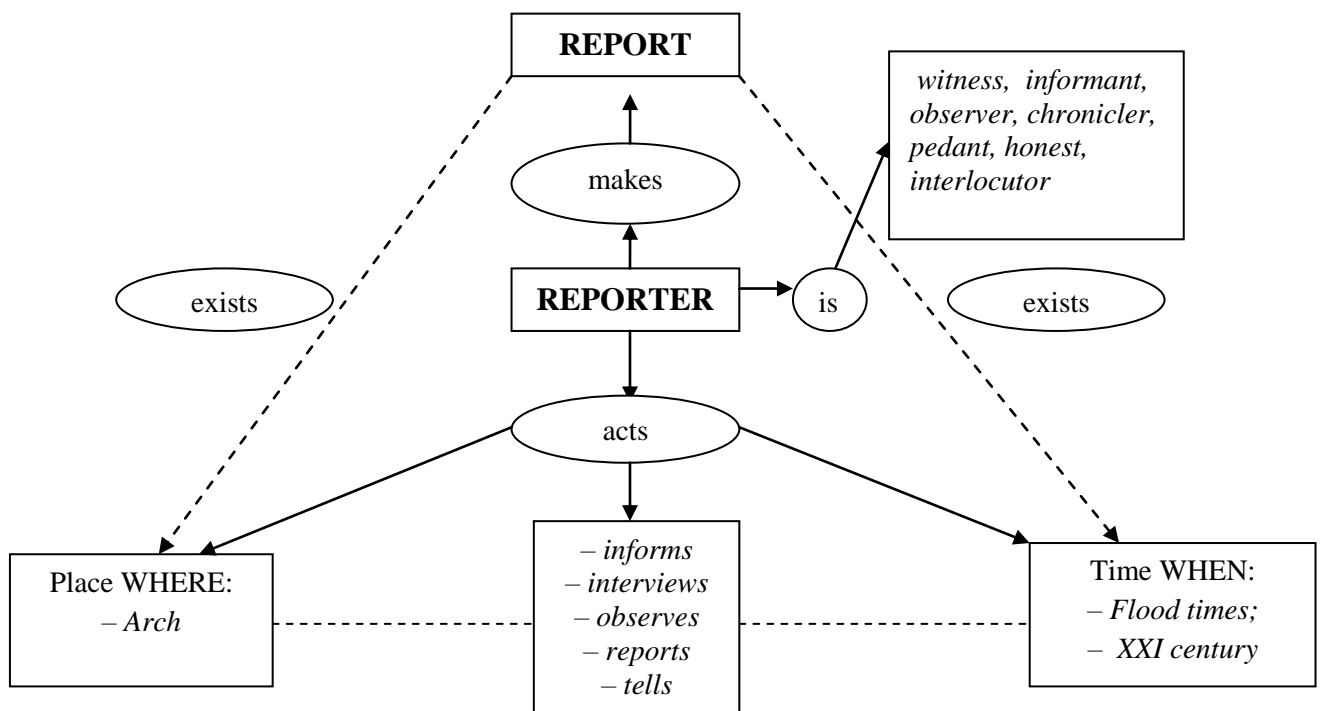 REPORT
witness, informant,
observer, chronicler,
pedant, honest,
interlocutor
makes
exists
REPORTER
is
exists
acts
Place WHERE:
– Arch
– informs
– interviews
– observes
– reports
– tells
Time WHEN:
– Flood times;
– XXI century